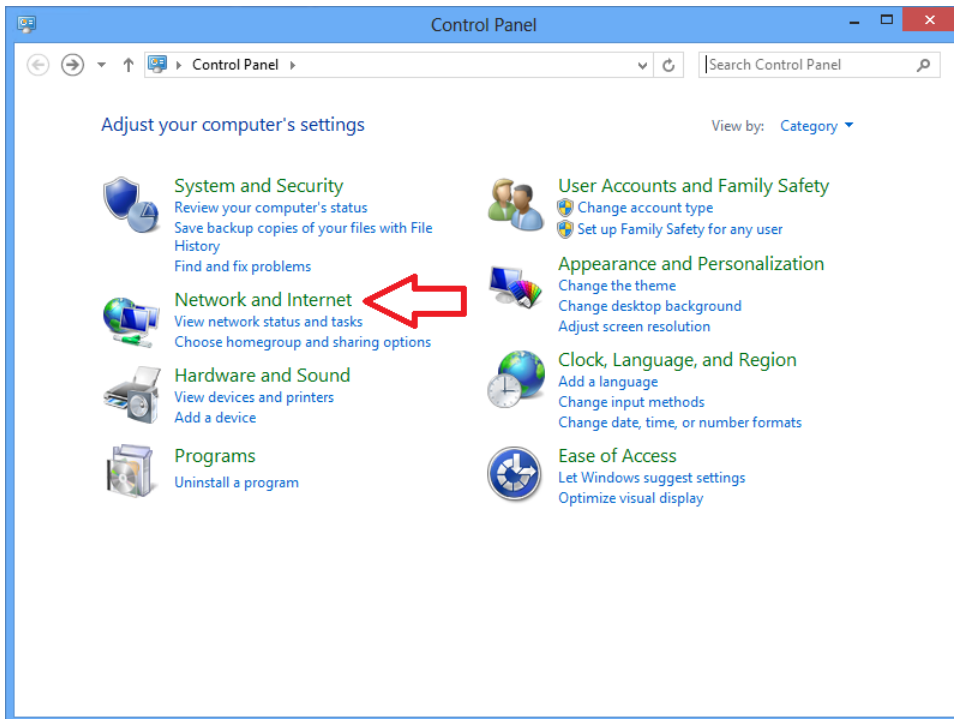 Control Panel
Control Panel
Search Control Panel
Adjust your computer's settings
View by: Category
System and Security
Review your computer's status
Save backup copies of your files with File
History
Find and fix problems
Network and Internet
View network status and tasks
Choose homegroup and sharing options
Hardware and Sound
View devices and printers
Add a device
Programs
Uninstall a program
User Accounts and Family Safety
Change account type
Set up Family Safety for any user
Appearance and Personalization
Change the theme
Change desktop background
Adjust screen resolution
Clock, Language, and Region
Add a language
Change input methods
Change date, time, or number formats
Ease of Access
Let Windows suggest settings
Optimize visual display